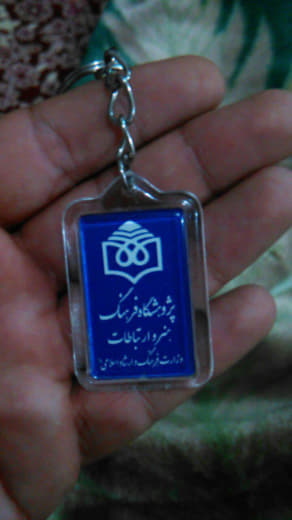 پژوهشگاه فرهنگ
هنر و ارتباطات
وزارت فرهنگ و ارشاد اسلامی